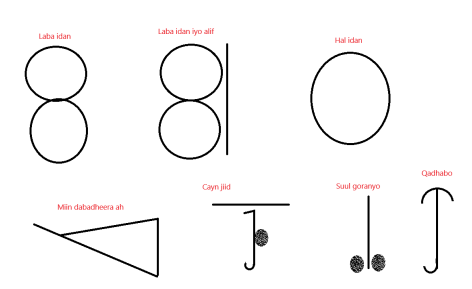 Laba idan
Laba idan iyo alif
Hal idan
Miin dabadheera ah
Cayn jiid
Suul goranyo
Qadhabo